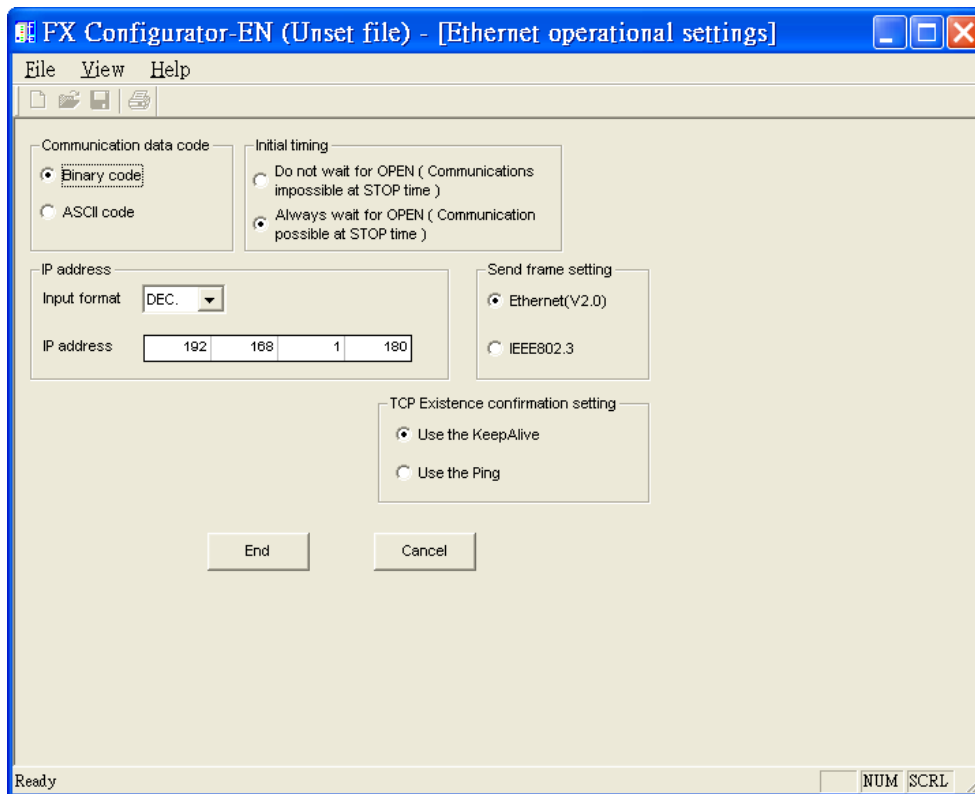 FX Configurator-EN (Unset file) - [Ethernet operational settings]
File View Help
Communication data code
Binary code
ASCII code
Initial timing
Do not wait for OPEN ( Communications
impossible at STOP time )
Always wait for OPEN ( Communication
possible at STOP time )
IP address
Input format DEC.
IP address 192 168 1 180
Send frame setting
Ethernet(V2.0)
IEEE802.3
TCP Existence confirmation setting
Use the KeepAlive
Use the Ping
End Cancel
Ready NUM SCRL